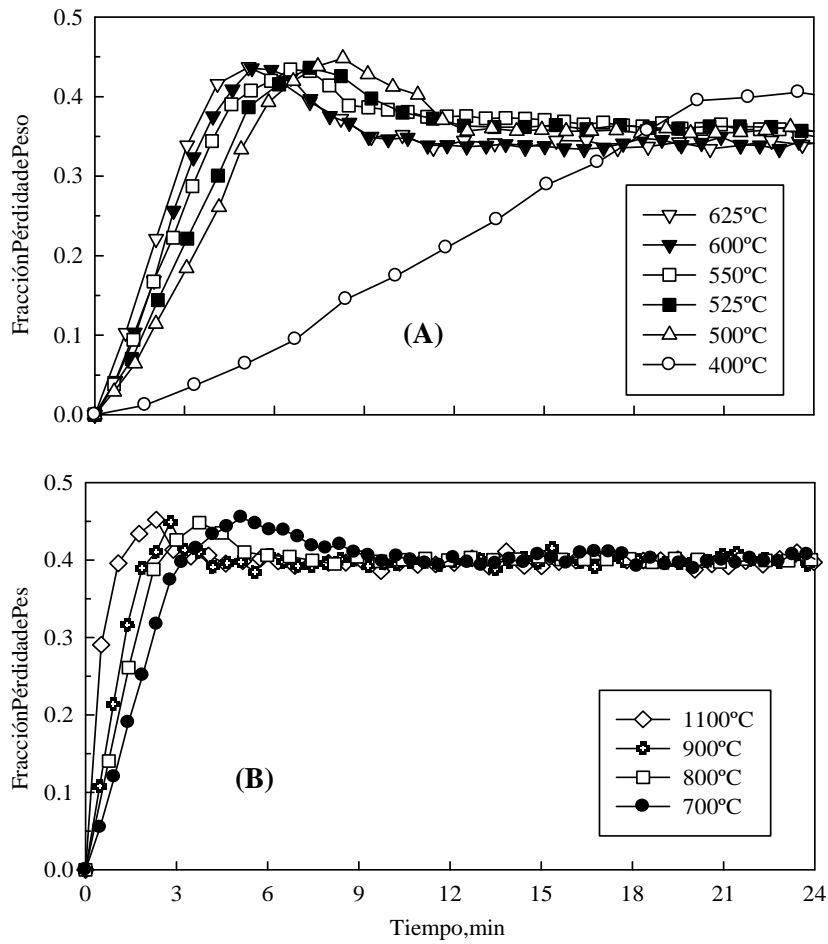 0.5
0.4
0.3
0.2
0.1
0.0
FracciónPérdidadePeso
(A)
625ºC
600ºC
550ºC
525ºC
500ºC
400ºC
0.5
0.4
0.3
0.2
0.1
0.0
FracciónPérdidadePes
(B)
1100ºC
900ºC
800ºC
700ºC
0 3 6 9 12 15 18 21 24
Tiempo,min